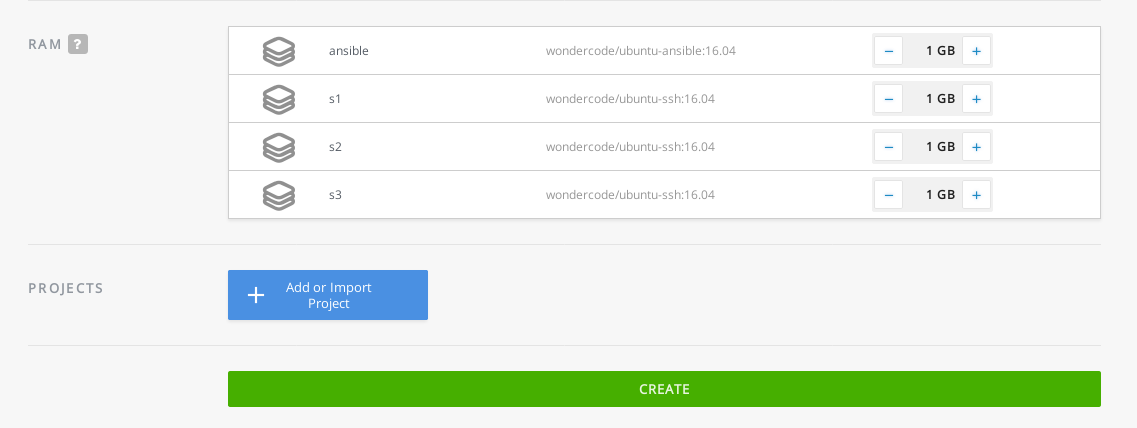 RAM ?
ansible wondercode/ubuntu-ansible:16.04 − 1 GB +
s1 wondercode/ubuntu-ssh:16.04 − 1 GB +
s2 wondercode/ubuntu-ssh:16.04 − 1 GB +
s3 wondercode/ubuntu-ssh:16.04 − 1 GB +
PROJECTS
+ Add or Import
Project
CREATE